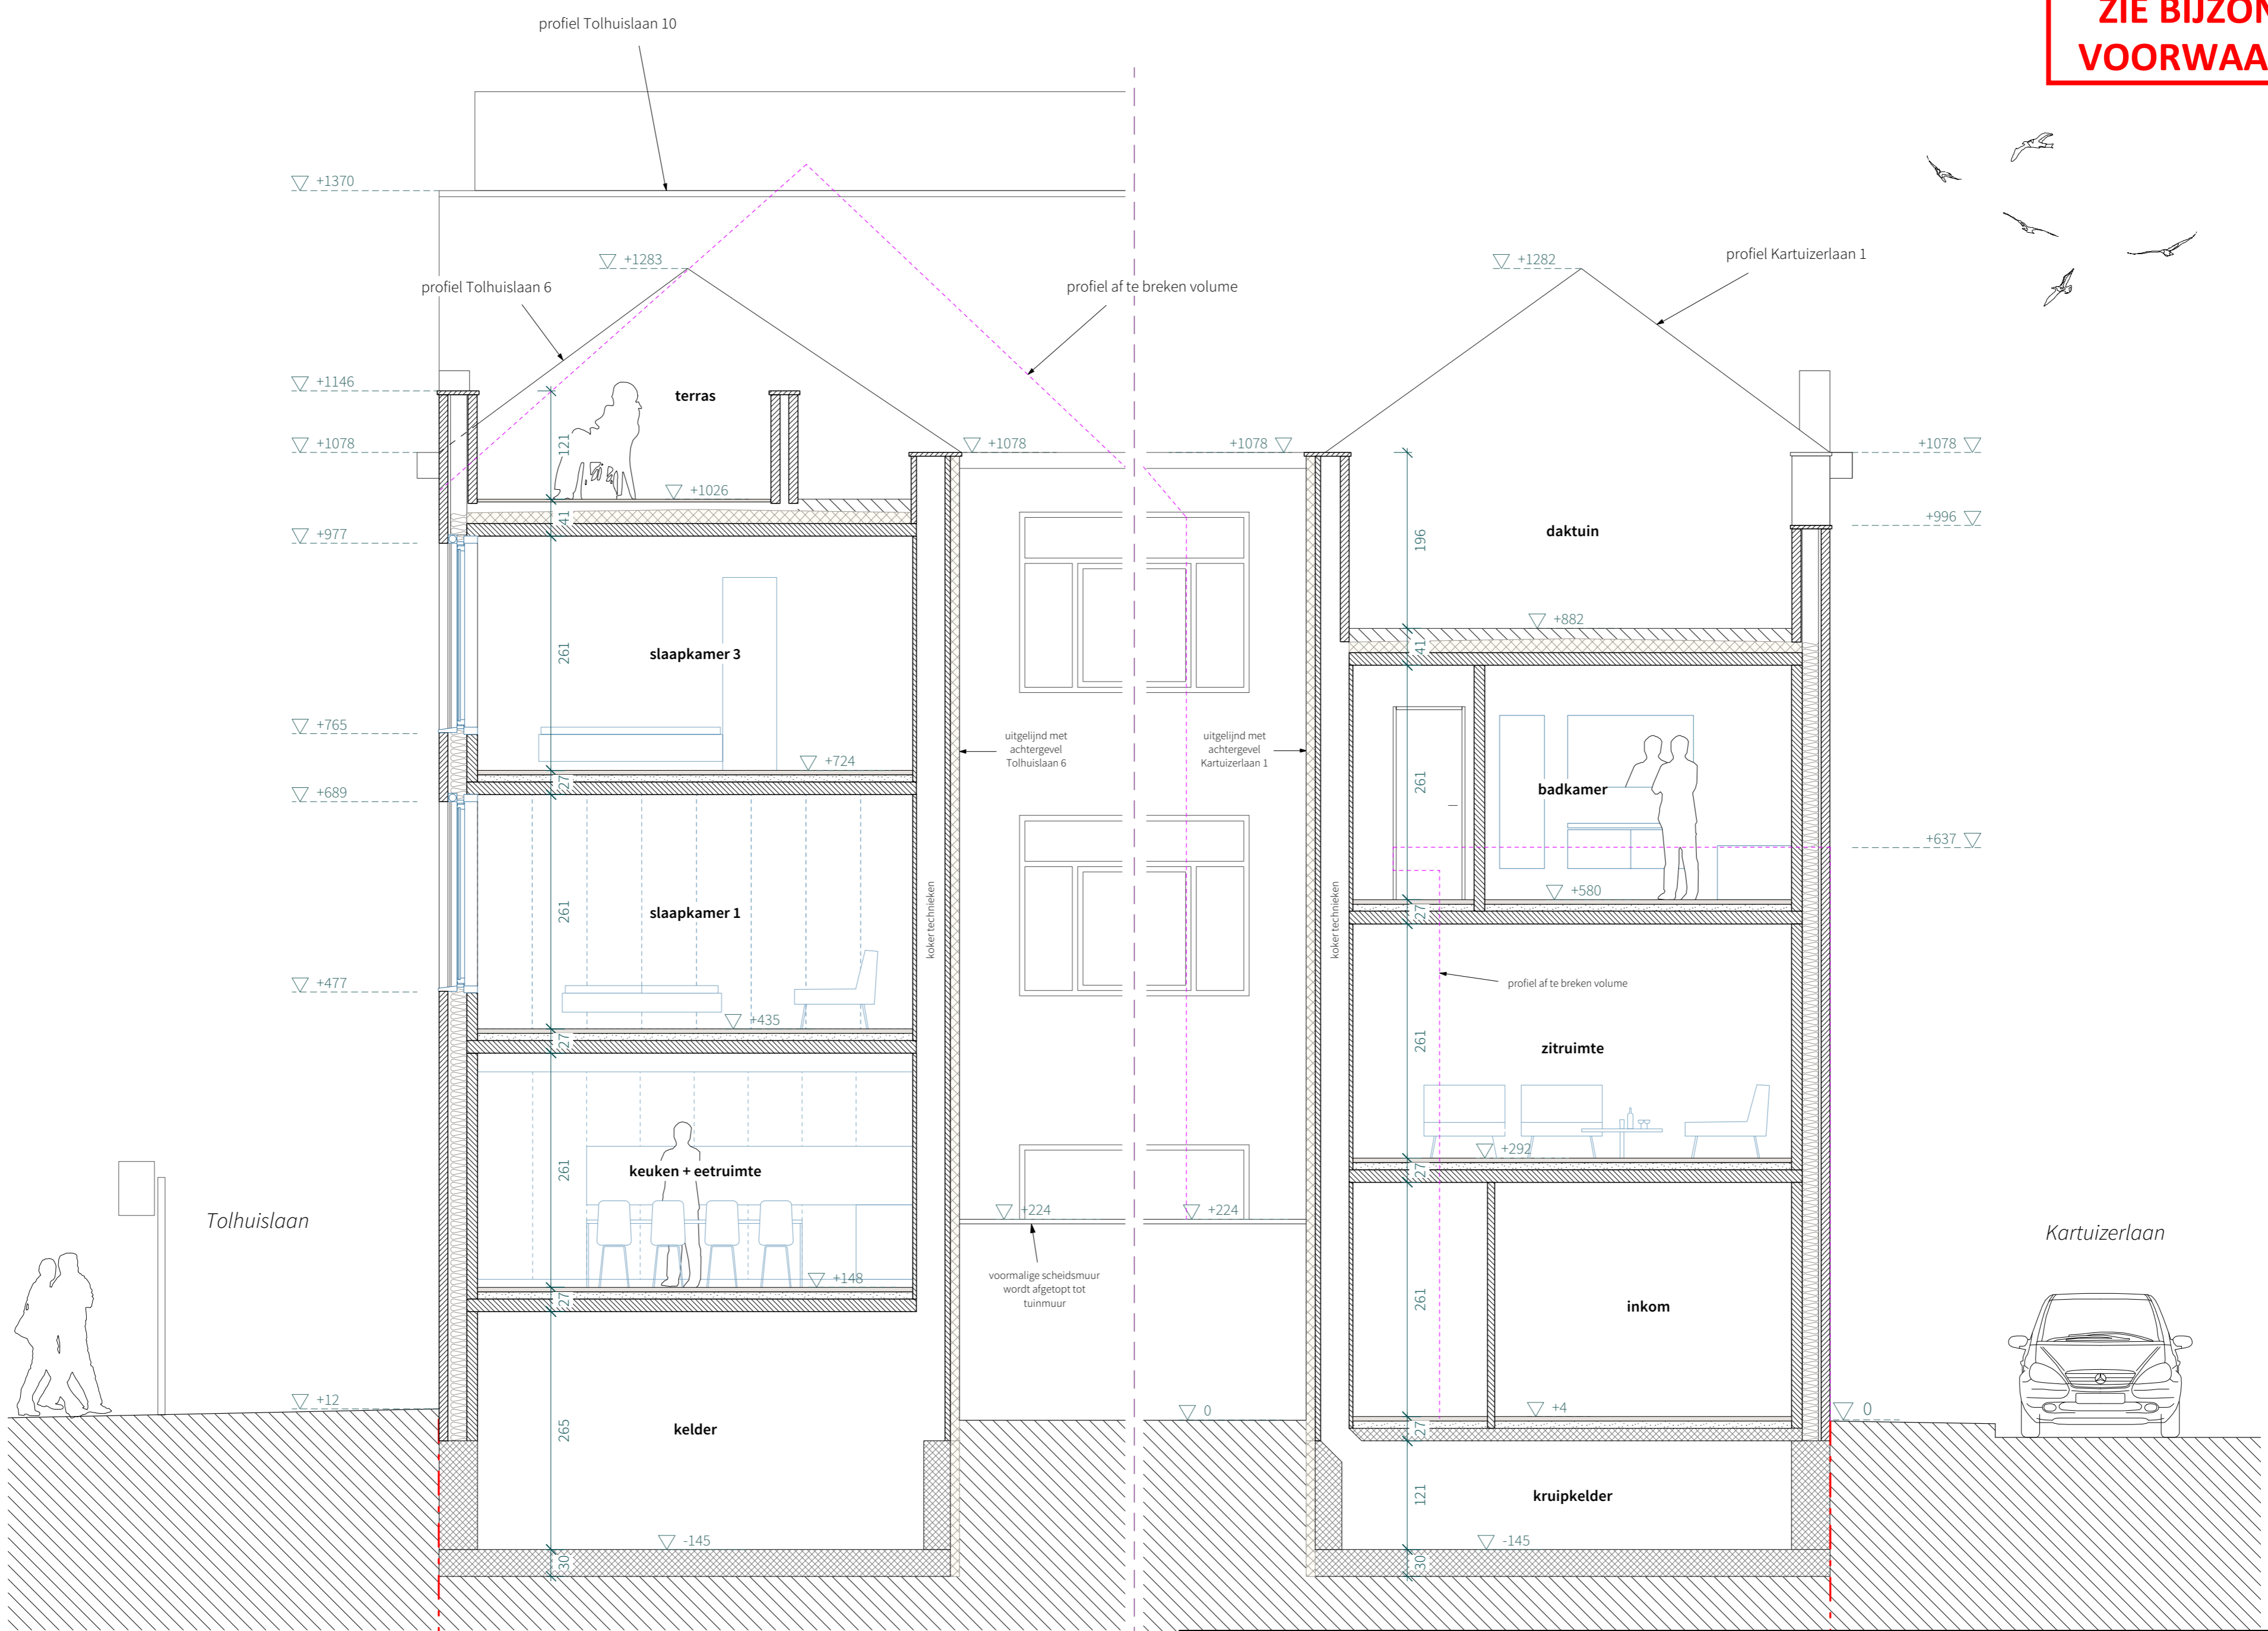 ZIE BIJZON
VOORWAA
profiel Tolhuislaan 10
+1370
+1283
+1282
profiel Kartuizerlaan 1
profiel Tolhuislaan 6
profiel af te breken volume
+1146
terras
121
+1078
+1078
+1078
+1078
+1026
41
+996
+977
196
daktuin
+882
41
261
slaapkamer 3
+765
+724
27
uitgelijnd met
achtergevel
Tolhuislaan 6
uitgelijnd met
achtergevel
Kartuizerlaan 1
261
badkamer
+689
+637
+580
27
261
slaapkamer 1
koker technieken
koker technieken
+477
+435
27
profiel af te breken volume
261
zitruimte
+292
27
261
keuken + eetruimte
+148
27
+224
+224
voormalige scheidsmuur
wordt afgetopt tot
tuinmuur
Tolhuislaan
Kartuizerlaan
261
inkom
+12
0
+4
0
27
265
kelder
121
kruipkelder
-145
-145
30
30